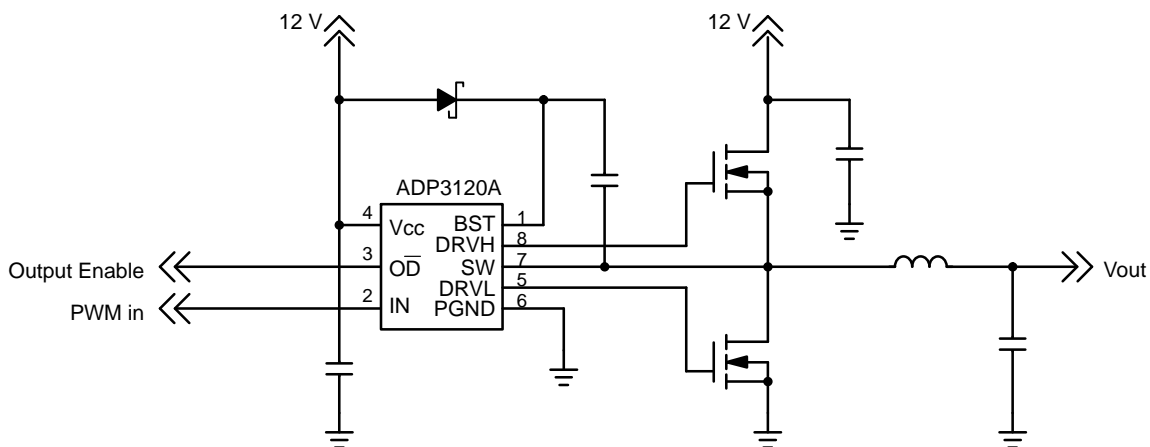 12 V
12 V
ADP3120A
4
Vcc
BST
1
DRVH
8
Output Enable
3
OD̅
SW
7
Vout
DRVL
5
PWM in
2
IN
PGND
6